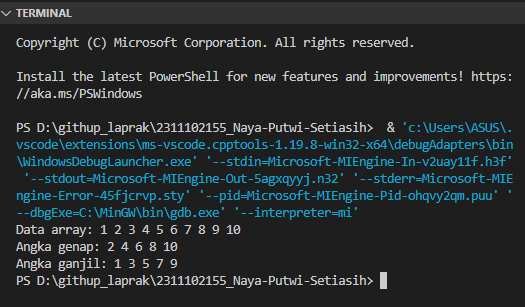 TERMINAL
Copyright (C) Microsoft Corporation. All rights reserved.
Install the latest PowerShell for new features and improvements! https:
//aka.ms/PSWindows
PS D:\githup_laprak\2311102155_Naya-Putwi-Setiasih>  & 'c:\Users\ASUS\.
vscode\extensions\ms-vscode.cpptools-1.19.8-win32-x64\debugAdapters\bin
\WindowsDebugLauncher.exe' '--stdin=Microsoft-MIEngine-In-v2uay11f.h3f'
 '--stdout=Microsoft-MIEngine-Out-5agxqyyj.n32' '--stderr=Microsoft-MIE
ngine-Error-45fjcrvp.sty' '--pid=Microsoft-MIEngine-Pid-ohqvy2qm.puu' '
--dbgExe=C:\MinGW\bin\gdb.exe' '--interpreter=mi'
Data array: 1 2 3 4 5 6 7 8 9 10
Angka genap: 2 4 6 8 10
Angka ganjil: 1 3 5 7 9
PS D:\githup_laprak\2311102155_Naya-Putwi-Setiasih>